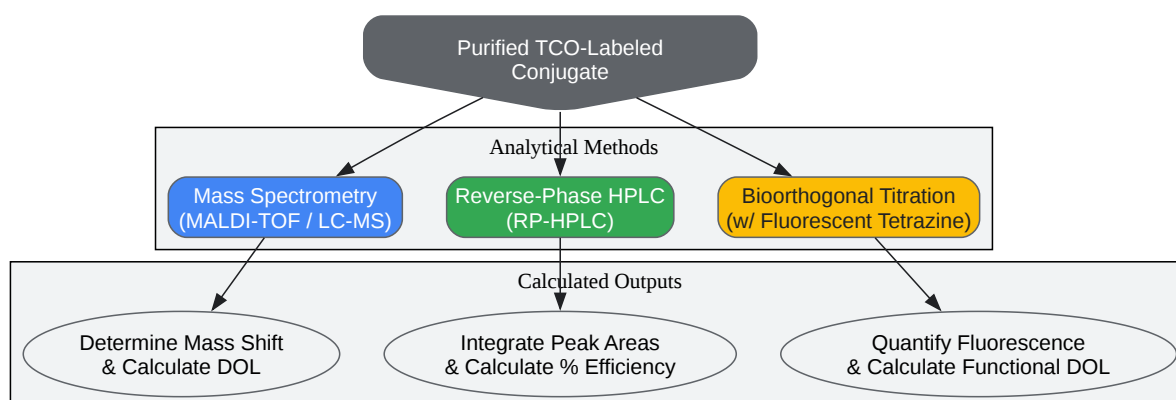 Purified TCO-Labeled
Conjugate
Analytical Methods
Mass Spectrometry
(MALDI-TOF / LC-MS)
Reverse-Phase HPLC
(RP-HPLC)
Bioorthogonal Titration
(w/ Fluorescent Tetrazine)
Calculated Outputs
Determine Mass Shift
& Calculate DOL
Integrate Peak Areas
& Calculate % Efficiency
Quantify Fluorescence
& Calculate Functional DOL